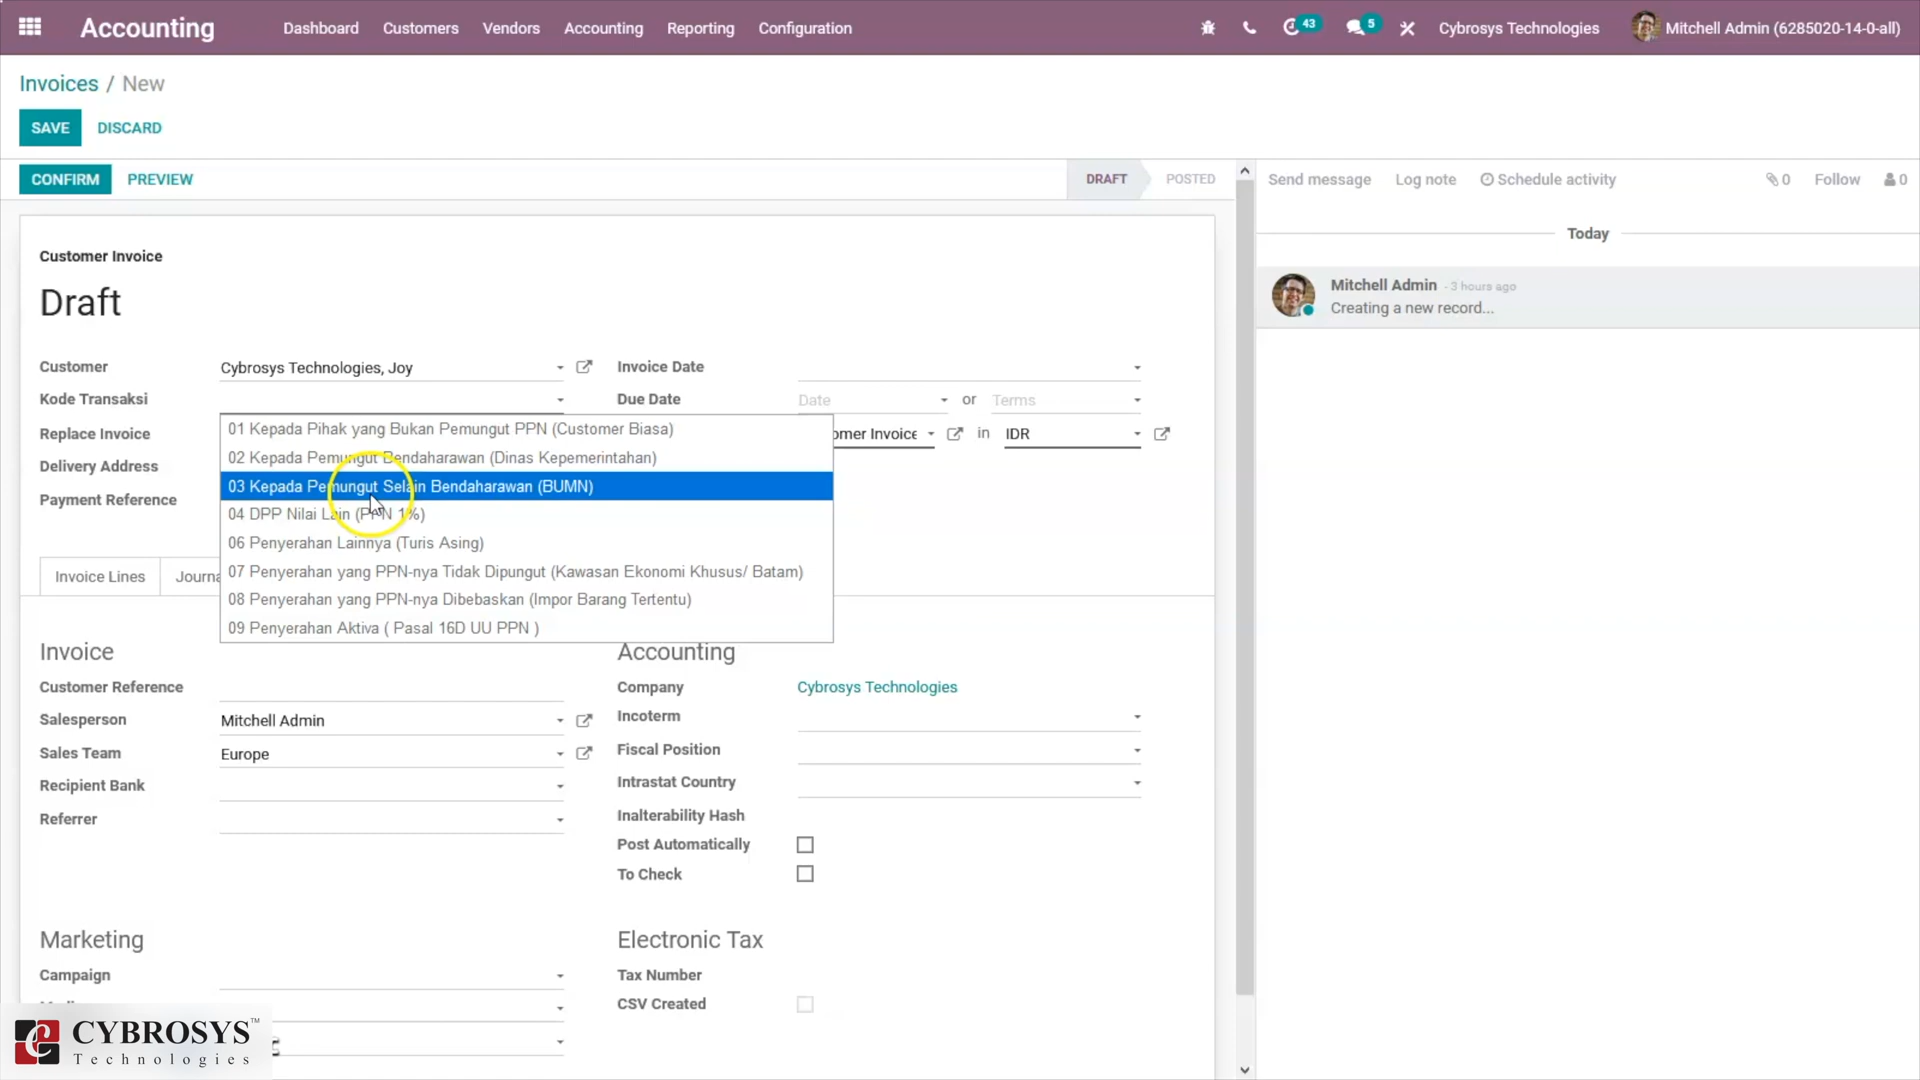 Accounting Dashboard Customers Vendors Accounting Reporting Configuration 43 5 Cybrosys Technologies Mitchell Admin (6285020-14-0-all)
Invoices / New
SAVE DISCARD
CONFIRM PREVIEW DRAFT POSTED Send message Log note Schedule activity 0 Follow 0
Today
Customer Invoice
Draft
Mitchell Admin - 3 hours ago
Creating a new record...
Customer Cybrosys Technologies, Joy Invoice Date
Kode Transaksi Due Date Date or Terms
Replace Invoice omer Invoice in IDR
Delivery Address
Payment Reference
01 Kepada Pihak yang Bukan Pemungut PPN (Customer Biasa)
02 Kepada Pemungut Bendaharawan (Dinas Kepemerintahan)
03 Kepada Pemungut Selain Bendaharawan (BUMN)
04 DPP Nilai Lain (PPN 1%)
06 Penyerahan Lainnya (Turis Asing)
07 Penyerahan yang PPN-nya Tidak Dipungut (Kawasan Ekonomi Khusus/ Batam)
08 Penyerahan yang PPN-nya Dibebaskan (Impor Barang Tertentu)
09 Penyerahan Aktiva ( Pasal 16D UU PPN )
Invoice Lines Journa
Invoice Accounting
Customer Reference Company Cybrosys Technologies
Salesperson Mitchell Admin Incoterm
Sales Team Europe Fiscal Position
Recipient Bank Intrastat Country
Referrer Inalterability Hash
Post Automatically
To Check
Marketing Electronic Tax
Campaign Tax Number
CSV Created
CYBROSYS™
Technologies